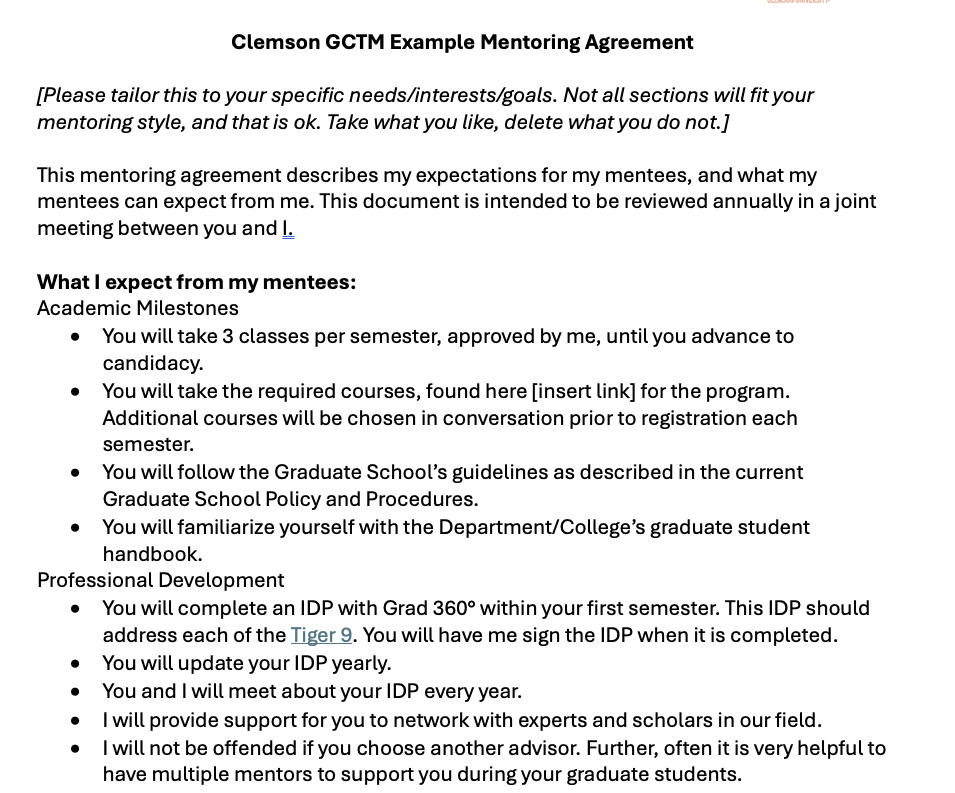 Clemson GCTM Example Mentoring Agreement
[Please tailor this to your specific needs/interests/goals. Not all sections will fit your
mentoring style, and that is ok. Take what you like, delete what you do not.]
This mentoring agreement describes my expectations for my mentees, and what my
mentees can expect from me. This document is intended to be reviewed annually in a joint
meeting between you and I.
What I expect from my mentees:
Academic Milestones
• You will take 3 classes per semester, approved by me, until you advance to
candidacy.
• You will take the required courses, found here [insert link] for the program.
Additional courses will be chosen in conversation prior to registration each
semester.
• You will follow the Graduate School’s guidelines as described in the current
Graduate School Policy and Procedures.
• You will familiarize yourself with the Department/College’s graduate student
handbook.
Professional Development
• You will complete an IDP with Grad 360° within your first semester. This IDP should
address each of the Tiger 9. You will have me sign the IDP when it is completed.
• You will update your IDP yearly.
• You and I will meet about your IDP every year.
• I will provide support for you to network with experts and scholars in our field.
• I will not be offended if you choose another advisor. Further, often it is very helpful to
have multiple mentors to support you during your graduate students.